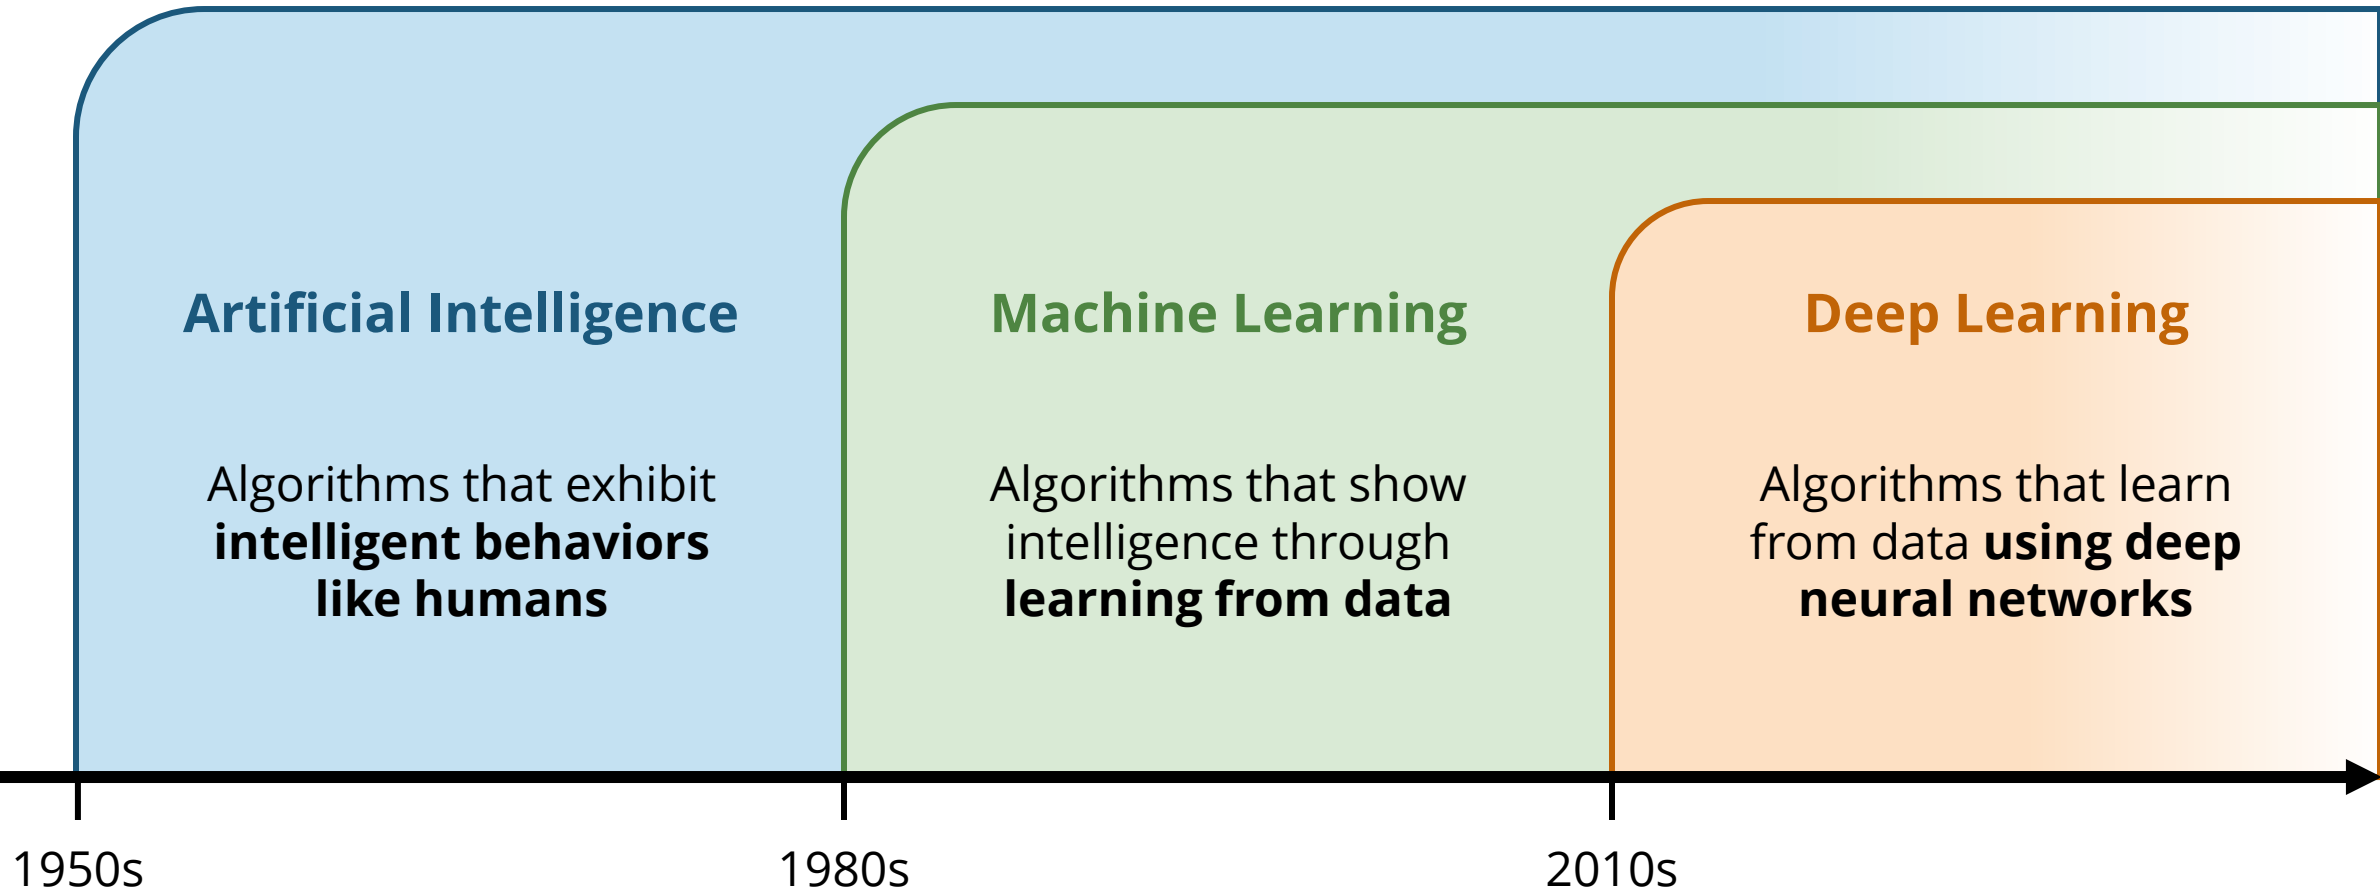 Artificial Intelligence
Algorithms that exhibit
intelligent behaviors
like humans
Machine Learning
Algorithms that show
intelligence through
learning from data
Deep Learning
Algorithms that learn
from data using deep
neural networks
1950s
1980s
2010s